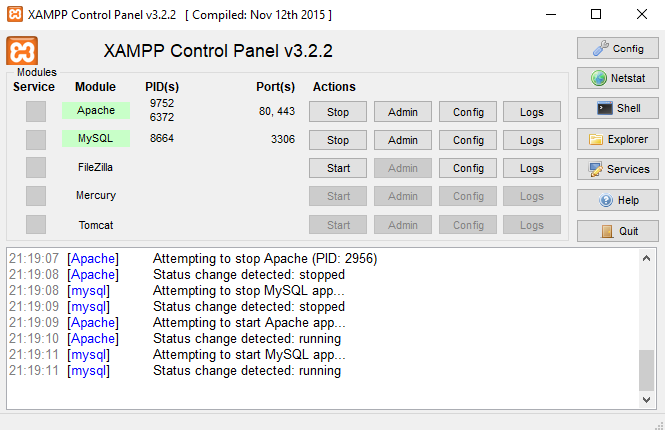 XAMPP Control Panel v3.2.2 [ Compiled: Nov 12th 2015 ]
XAMPP Control Panel v3.2.2
Config
Modules
Service Module PID(s) Port(s) Actions
Netstat
Apache 9752 6372 80, 443 Stop Admin Config Logs
Shell
MySQL 8664 3306 Stop Admin Config Logs
Explorer
FileZilla Start Admin Config Logs
Services
Mercury Start Admin Config Logs
Help
Tomcat Start Admin Config Logs
Quit
21:19:07 [Apache] Attempting to stop Apache (PID: 2956)
21:19:08 [Apache] Status change detected: stopped
21:19:08 [mysql] Attempting to stop MySQL app...
21:19:09 [mysql] Status change detected: stopped
21:19:09 [Apache] Attempting to start Apache app...
21:19:10 [Apache] Status change detected: running
21:19:11 [mysql] Attempting to start MySQL app...
21:19:11 [mysql] Status change detected: running